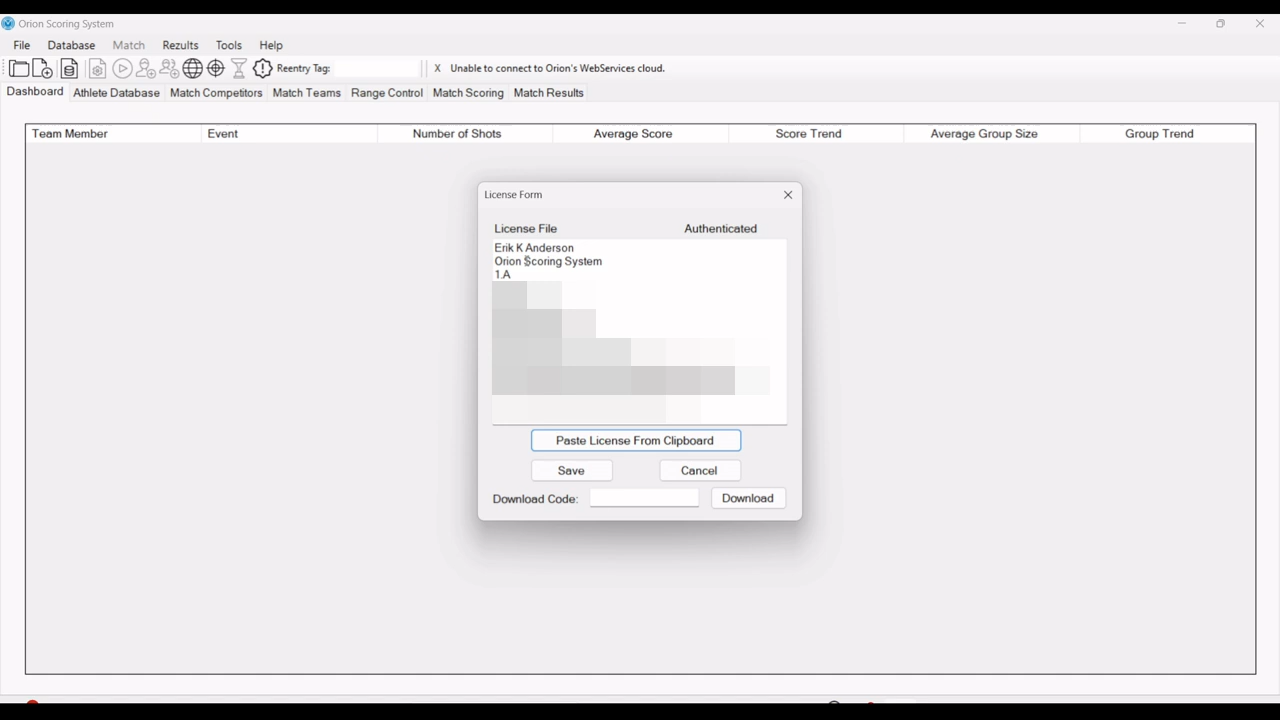 Orion Scoring System
File Database Match Rezults Tools Help
Reentry Tag: X Unable to connect to Orion's WebServices cloud.
Dashboard Athlete Database Match Competitors Match Teams Range Control Match Scoring Match Results
Team Member Event Number of Shots Average Score Score Trend Average Group Size Group Trend
License Form
License File Authenticated
Erik K Anderson
Orion Scoring System
1.A
Paste License From Clipboard
Save Cancel
Download Code: Download